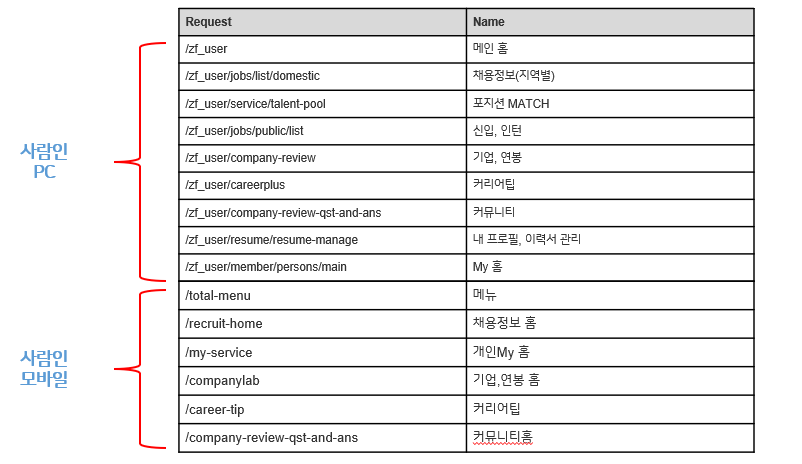 Request Name
/zf_user 메인 홈
/zf_user/jobs/list/domestic 채용정보(지역별)
/zf_user/service/talent-pool 포지션 MATCH
/zf_user/jobs/public/list 신입, 인턴
/zf_user/company-review 기업, 연봉
/zf_user/careerplus 커리어팁
/zf_user/company-review-qst-and-ans 커뮤니티
/zf_user/resume/resume-manage 내 프로필, 이력서 관리
/zf_user/member/persons/main My 홈
사람인
PC
/total-menu 메뉴
/recruit-home 채용정보 홈
/my-service 개인My 홈
/companylab 기업,연봉 홈
/career-tip 커리어팁
/company-review-qst-and-ans 커뮤니티홈
사람인
모바일